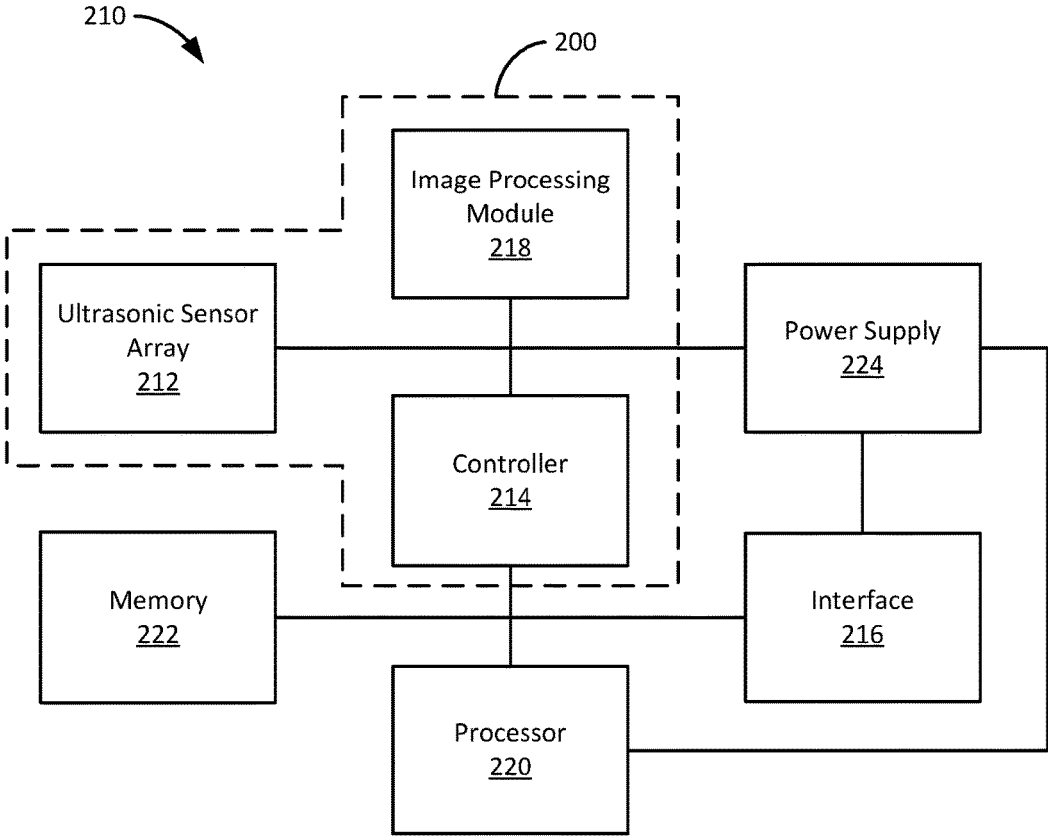 210
200
Image Processing
Module
218
Ultrasonic Sensor
Array
212
Power Supply
224
Controller
214
Memory
222
Interface
216
Processor
220